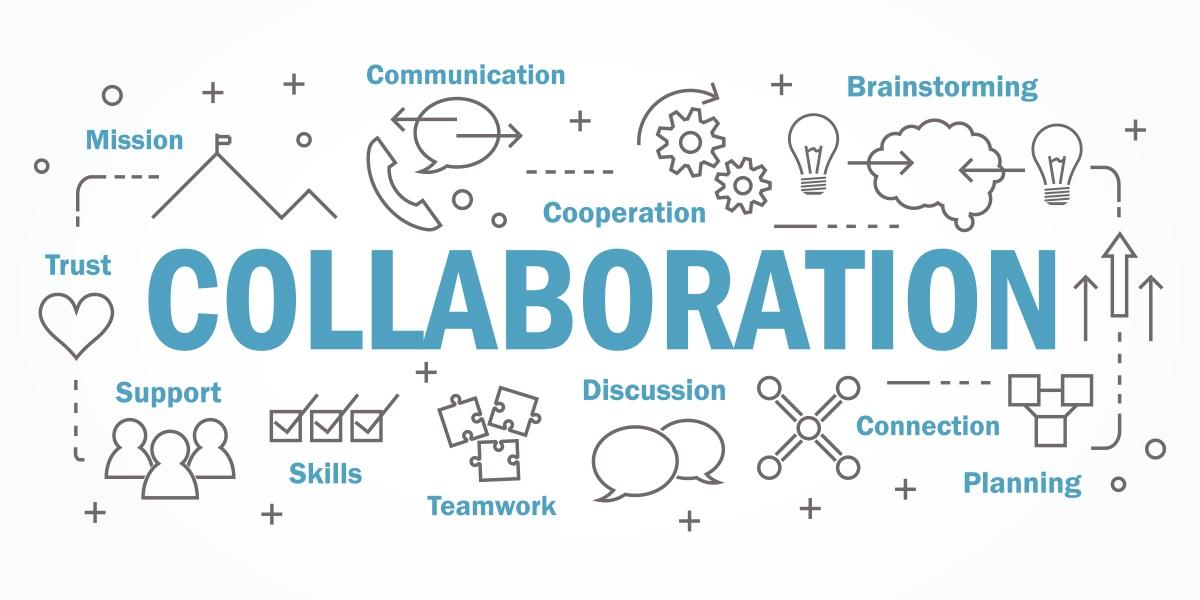 Communication
Brainstorming
Mission
Cooperation
Trust
COLLABORATION
Support
Discussion
Connection
Skills
Planning
Teamwork